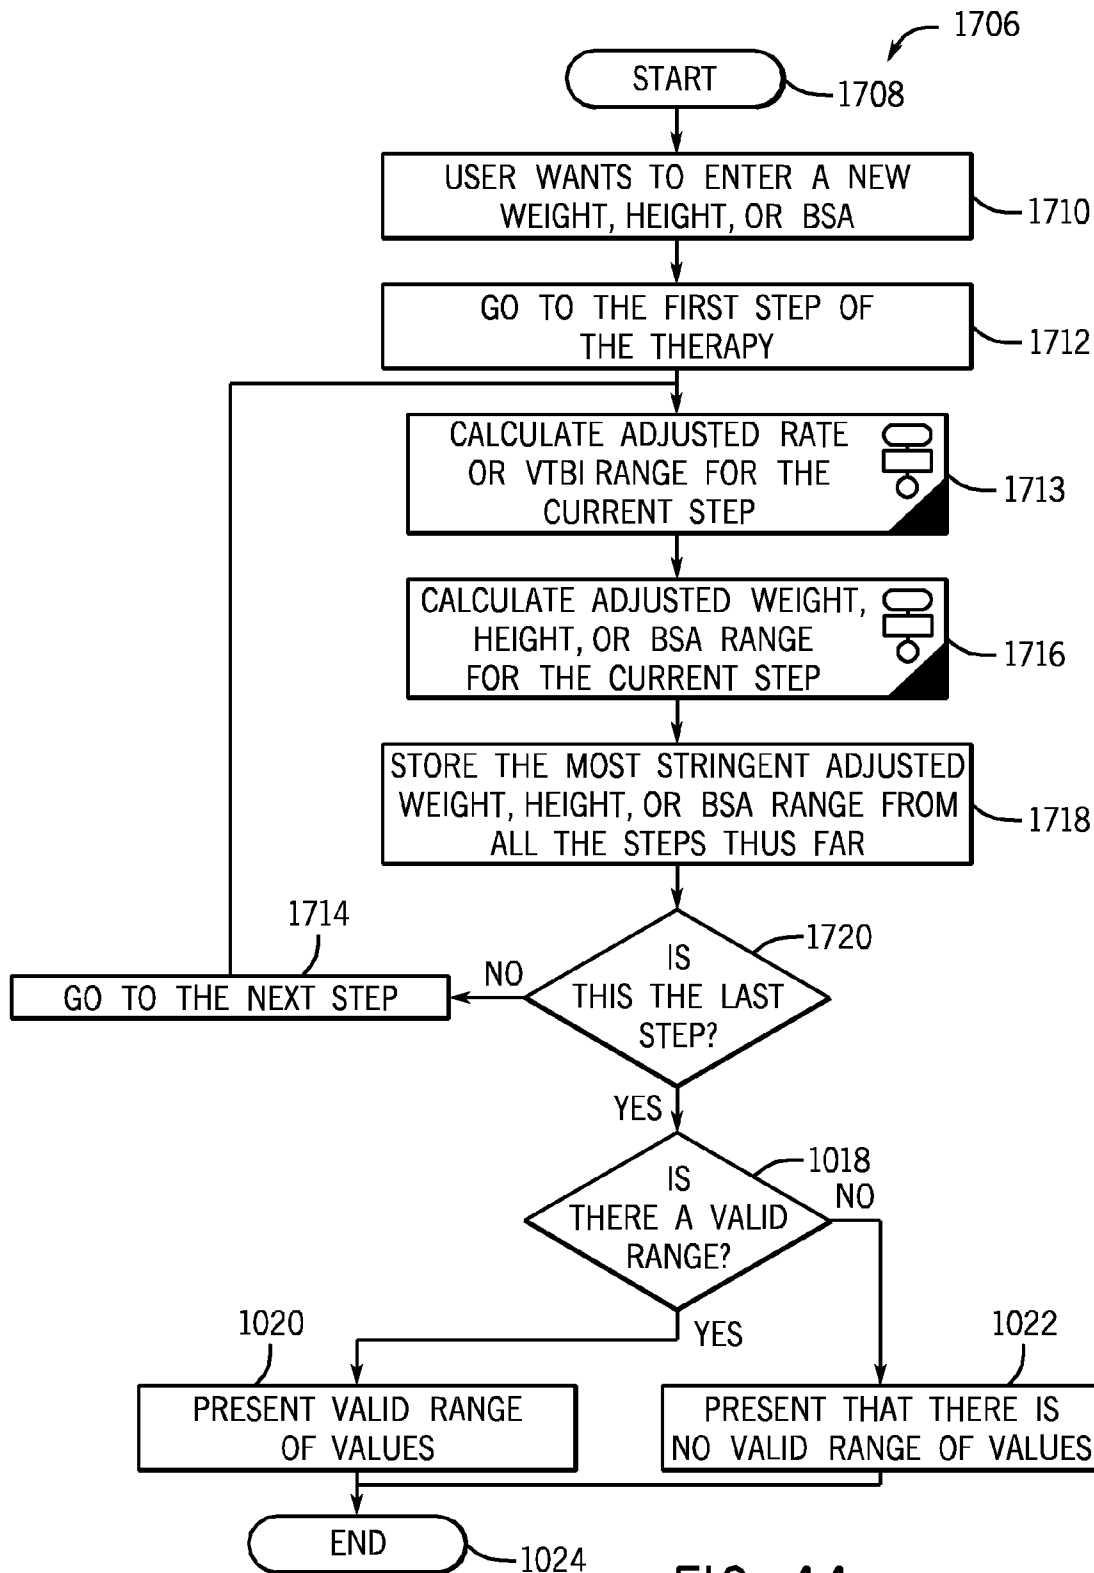 1706
START
1708
USER WANTS TO ENTER A NEW
WEIGHT, HEIGHT, OR BSA
1710
GO TO THE FIRST STEP OF
THE THERAPY
1712
CALCULATE ADJUSTED RATE
OR VTBI RANGE FOR THE
CURRENT STEP
1713
CALCULATE ADJUSTED WEIGHT,
HEIGHT, OR BSA RANGE
FOR THE CURRENT STEP
1716
STORE THE MOST STRINGENT ADJUSTED
WEIGHT, HEIGHT, OR BSA RANGE FROM
ALL THE STEPS THUS FAR
1718
1714
GO TO THE NEXT STEP
NO
IS
THIS THE LAST
STEP?
1720
YES
IS
THERE A VALID
RANGE?
1018
NO
YES
1020
PRESENT VALID RANGE
OF VALUES
1022
PRESENT THAT THERE IS
NO VALID RANGE OF VALUES
END
1024